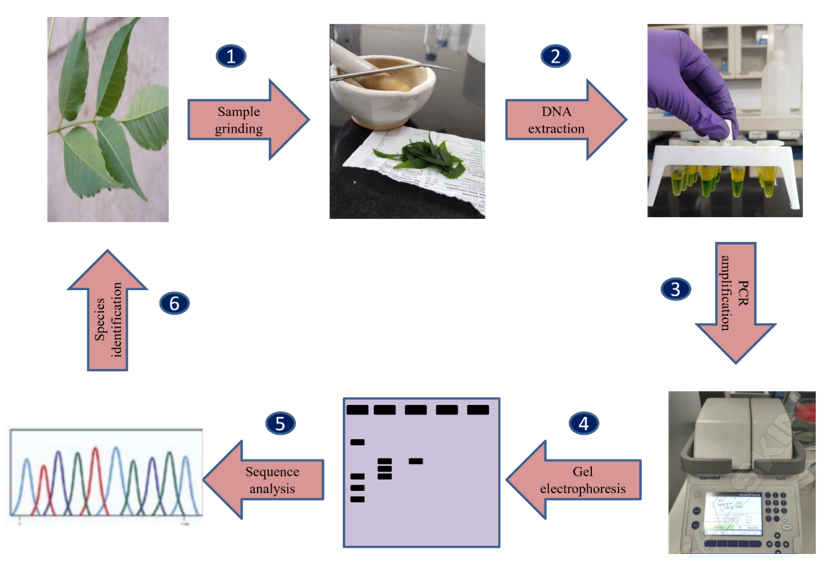 1
Sample
grinding
2
DNA
extraction
3
PCR
amplification
4
Gel
electrophoresis
5
Sequence
analysis
6
Species
identification